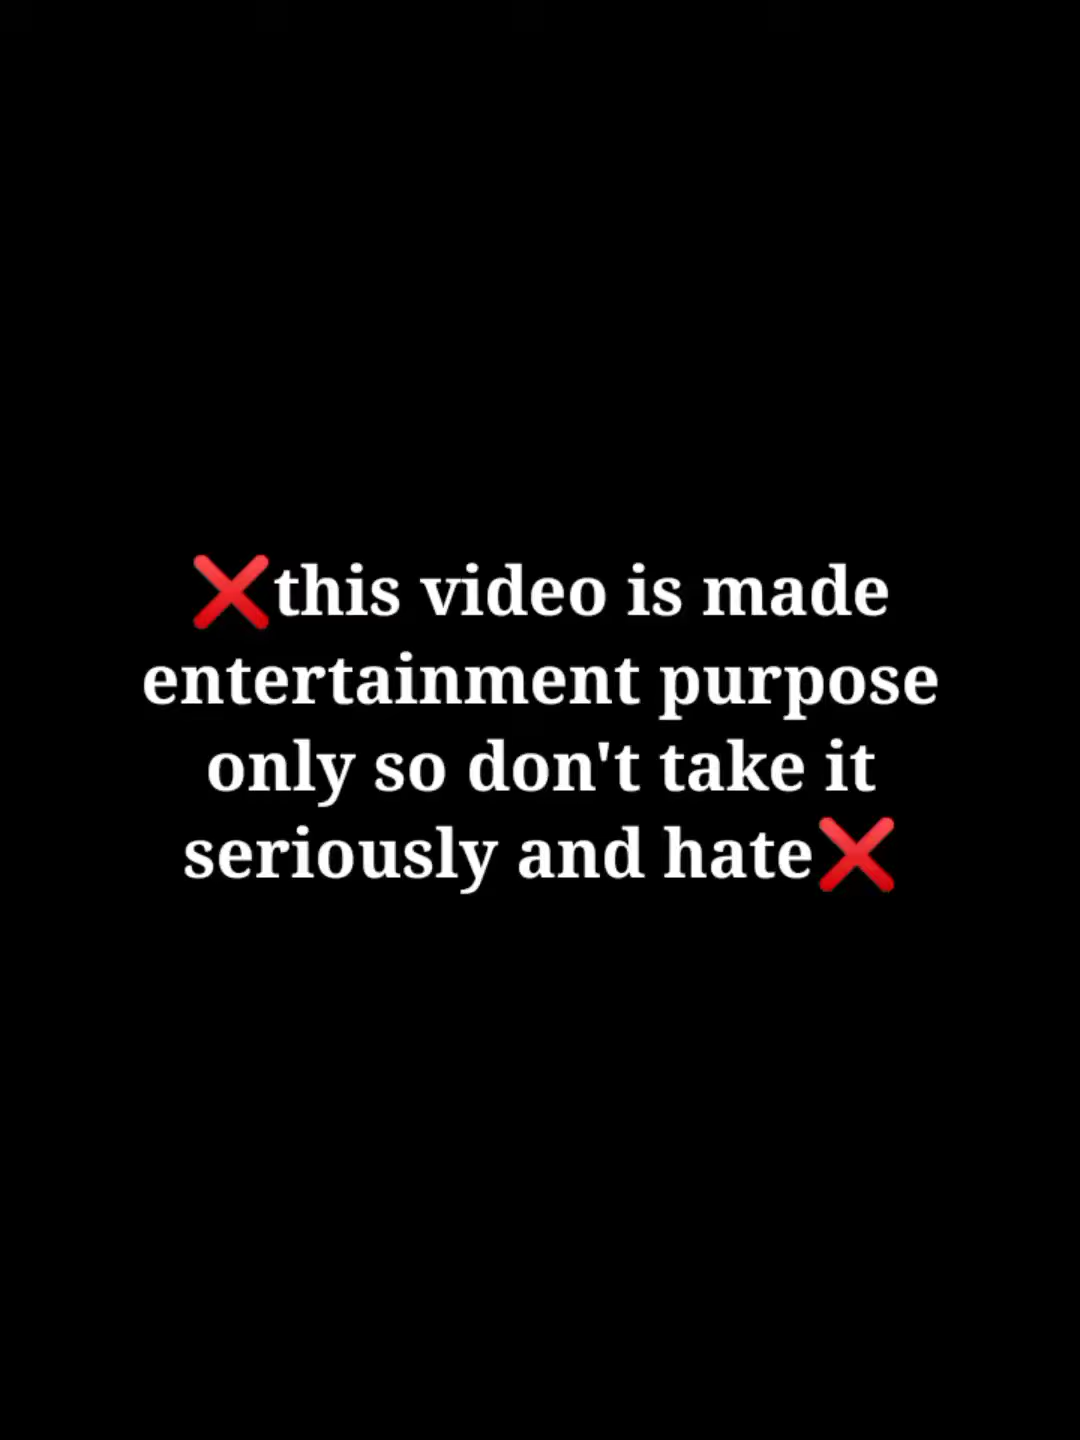 ❌this video is made
entertainment purpose
only so don't take it
seriously and hate❌